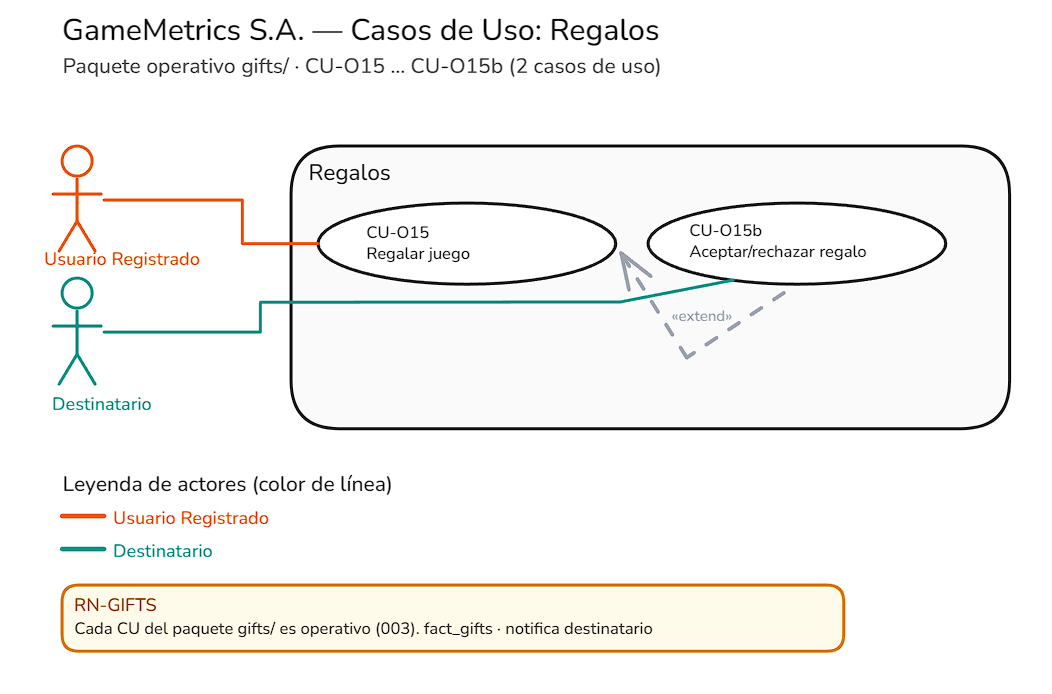 GameMetrics S.A. — Casos de Uso: Regalos
Paquete operativo gifts/ · CU-O15 ... CU-O15b (2 casos de uso)
Regalos
CU-O15
Regalar juego
CU-O15b
Aceptar/rechazar regalo
Usuario Registrado
«extend»
Destinatario
Leyenda de actores (color de línea)
Usuario Registrado
Destinatario
RN-GIFTS
Cada CU del paquete gifts/ es operativo (003). fact_gifts · notifica destinatario